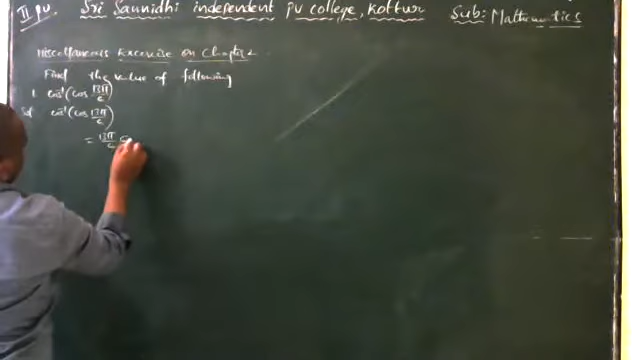 II PU. Sri Saunidhi independent PU college, Kottur Sub: Mathematics
Miscellaneous Excercise on Chapter 2
Find the value of following
1. cos⁻¹(cos 13π/6)
Sol cos⁻¹(cos 13π/6)
= 13π/6